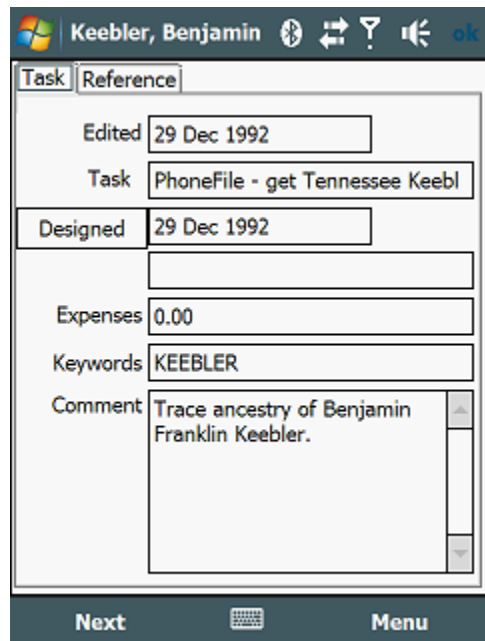 Keebler, Benjamin ok
Task Reference
Edited 29 Dec 1992
Task PhoneFile - get Tennessee Keebl
Designed 29 Dec 1992
Expenses 0.00
Keywords KEEBLER
Comment Trace ancestry of Benjamin
Franklin Keebler.
Next Menu